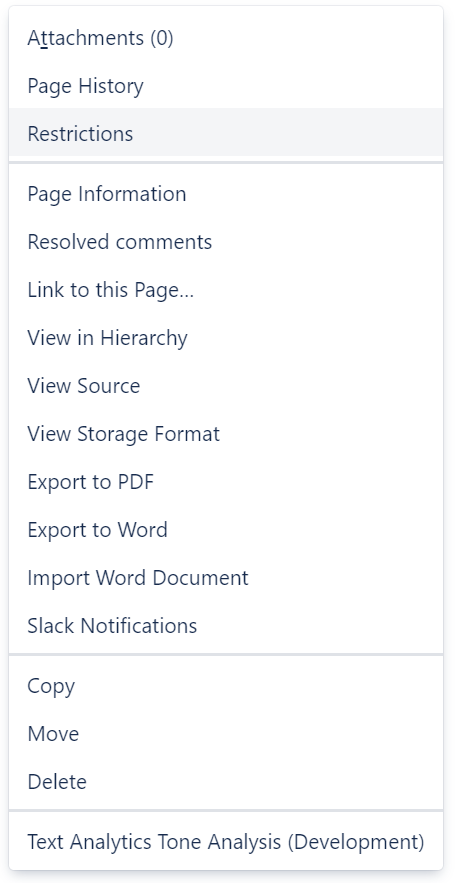 Attachments (0)
Page History
Restrictions
Page Information
Resolved comments
Link to this Page...
View in Hierarchy
View Source
View Storage Format
Export to PDF
Export to Word
Import Word Document
Slack Notifications
Copy
Move
Delete
Text Analytics Tone Analysis (Development)